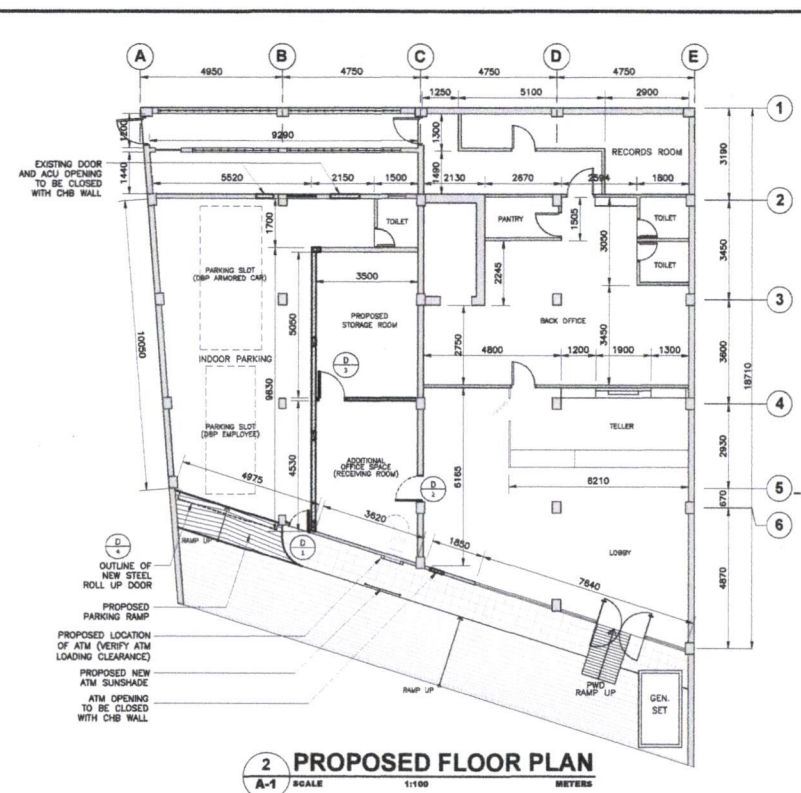 A B C D E
4950 4750 4750 4750
1250 5100 2900
1
1200
9290
1300
RECORDS ROOM
3190
EXISTING DOOR
AND ACU OPENING
TO BE CLOSED
WITH CHB WALL
1440
5520 2150 1500
1490
2130 2670 1800
2
1700
TOILET
PANTRY
1505
TOILET
3050
3450
PARKING SLOT
(DBP ARMORED CAR)
3500
2245
TOILET
3
5050
PROPOSED
STORAGE ROOM
BACK OFFICE
10050
INDOOR PARKING
9830
2750
3450
3600
18710
D
3
4800 1200 1900 1300
4
PARKING SLOT
(DBP EMPLOYEE)
TELLER
2930
4530
ADDITIONAL
OFFICE SPACE
(RECEIVING ROOM)
6165
4975
D
2
6210
5
670
3620
6
D
4
RAMP UP
D
1
1850
LOBBY
OUTLINE OF
NEW STEEL
ROLL UP DOOR
7640
4870
PROPOSED
PARKING RAMP
PROPOSED LOCATION
OF ATM (VERIFY ATM
LOADING CLEARANCE)
PROPOSED NEW
ATM SUNSHADE
RAMP UP
PWD
RAMP UP
GEN.
SET
ATM OPENING
TO BE CLOSED
WITH CHB WALL
2
A-1
PROPOSED FLOOR PLAN
SCALE 1:100 METERS